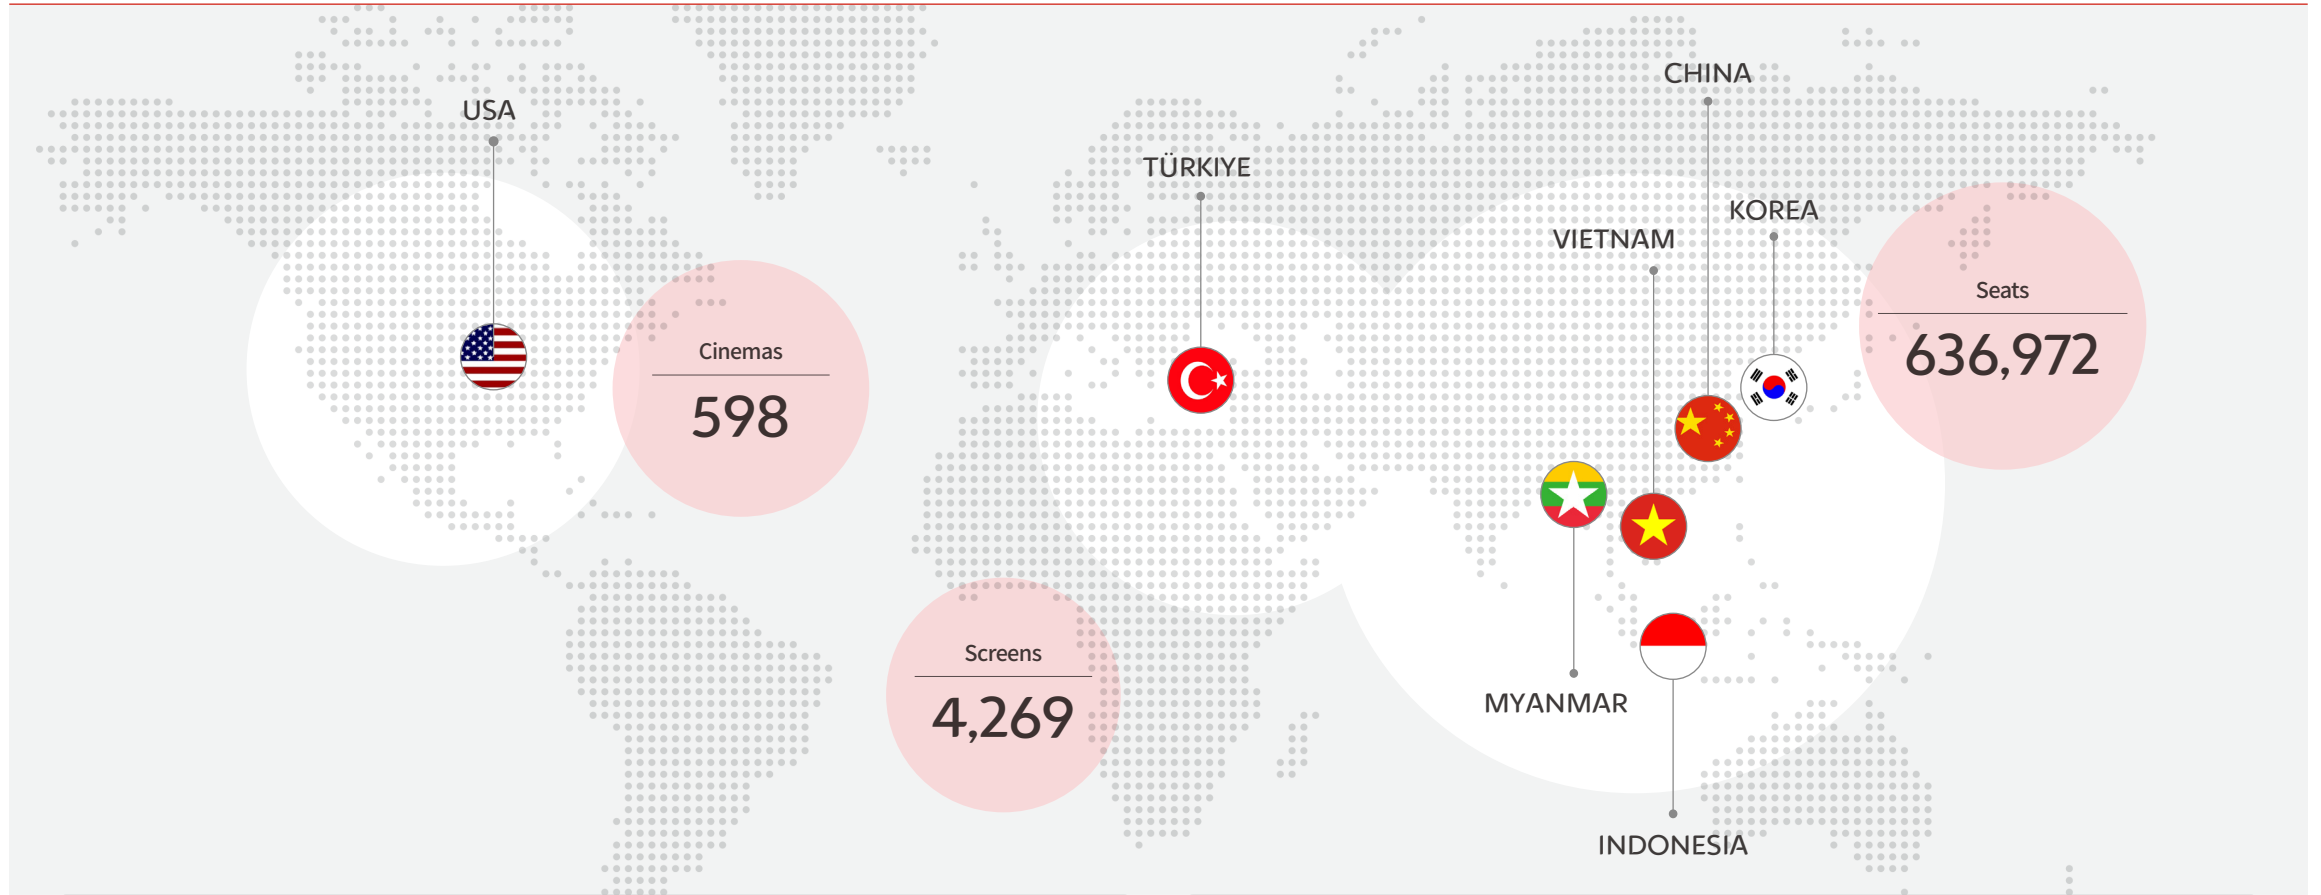 USA
Cinemas
598
TÜRKIYE
Screens
4,269
CHINA
KOREA
VIETNAM
Seats
636,972
MYANMAR
INDONESIA